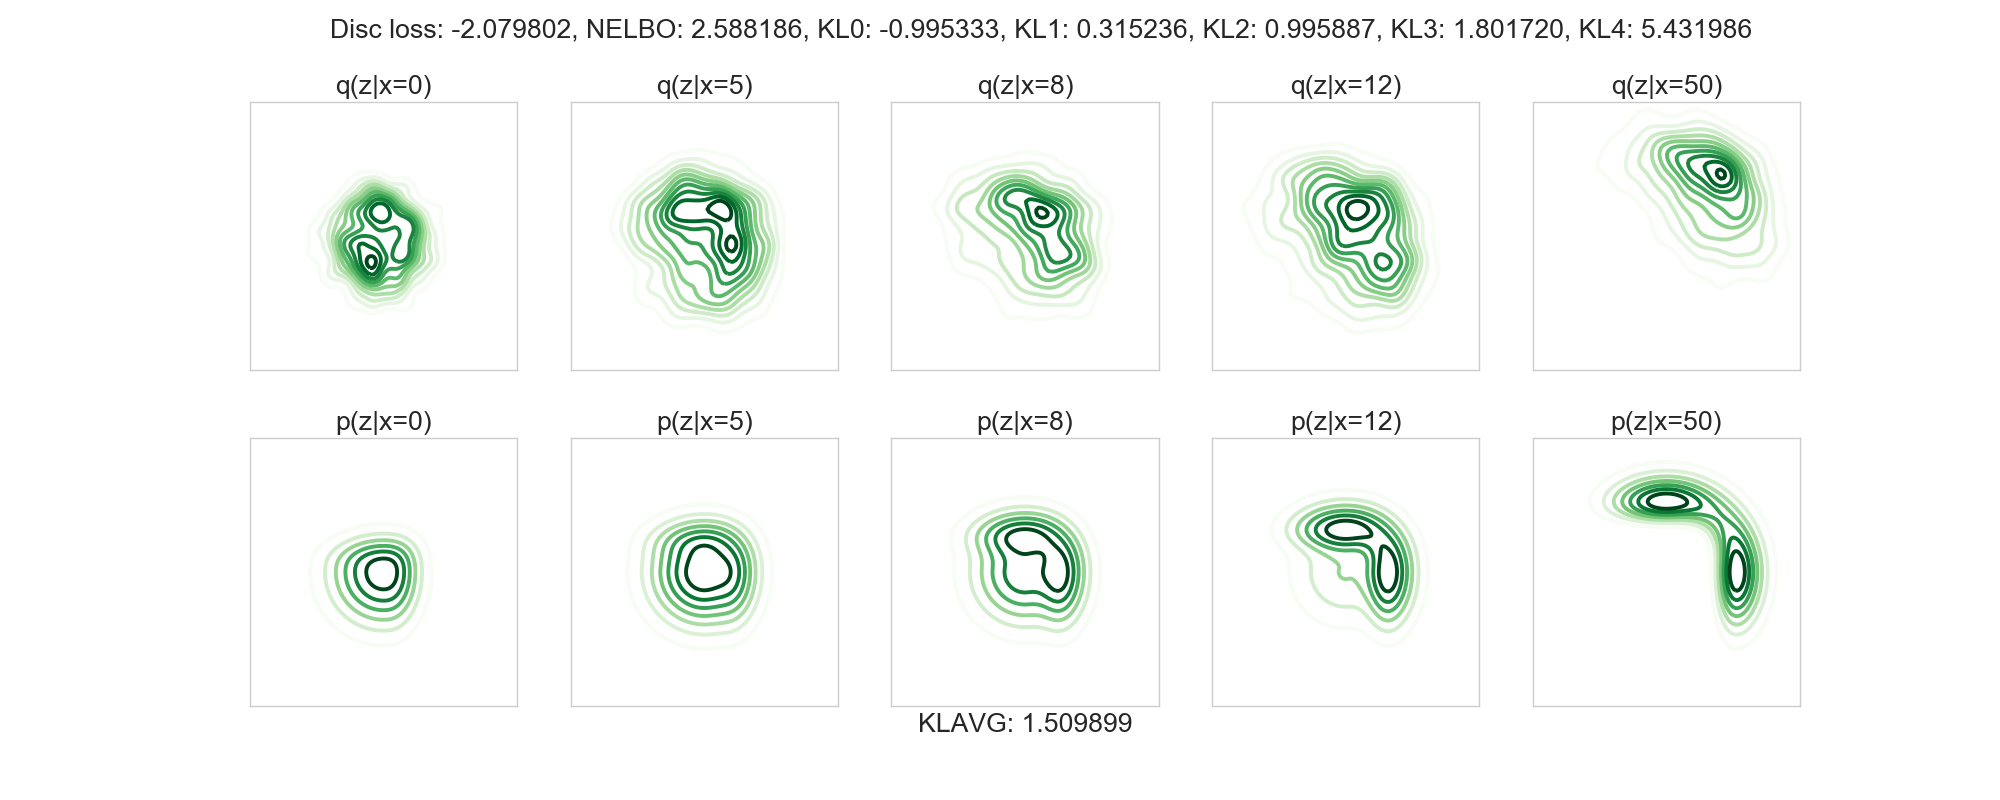 Disc loss: -2.079802, NELBO: 2.588186, KL0: -0.995333, KL1: 0.315236, KL2: 0.995887, KL3: 1.801720, KL4: 5.431986
q(z|x=0) q(z|x=5) q(z|x=8) q(z|x=12) q(z|x=50)
p(z|x=0) p(z|x=5) p(z|x=8) p(z|x=12) p(z|x=50)
KLAVG: 1.509899